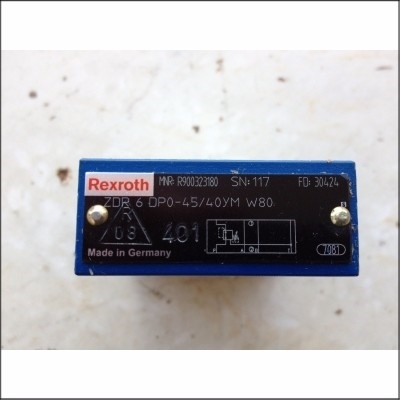 Rexroth MNR: R900323180 SN: 117 FD: 30424
ZDR 6 DP0-45/40YM W80
08 401
Made in Germany 7081